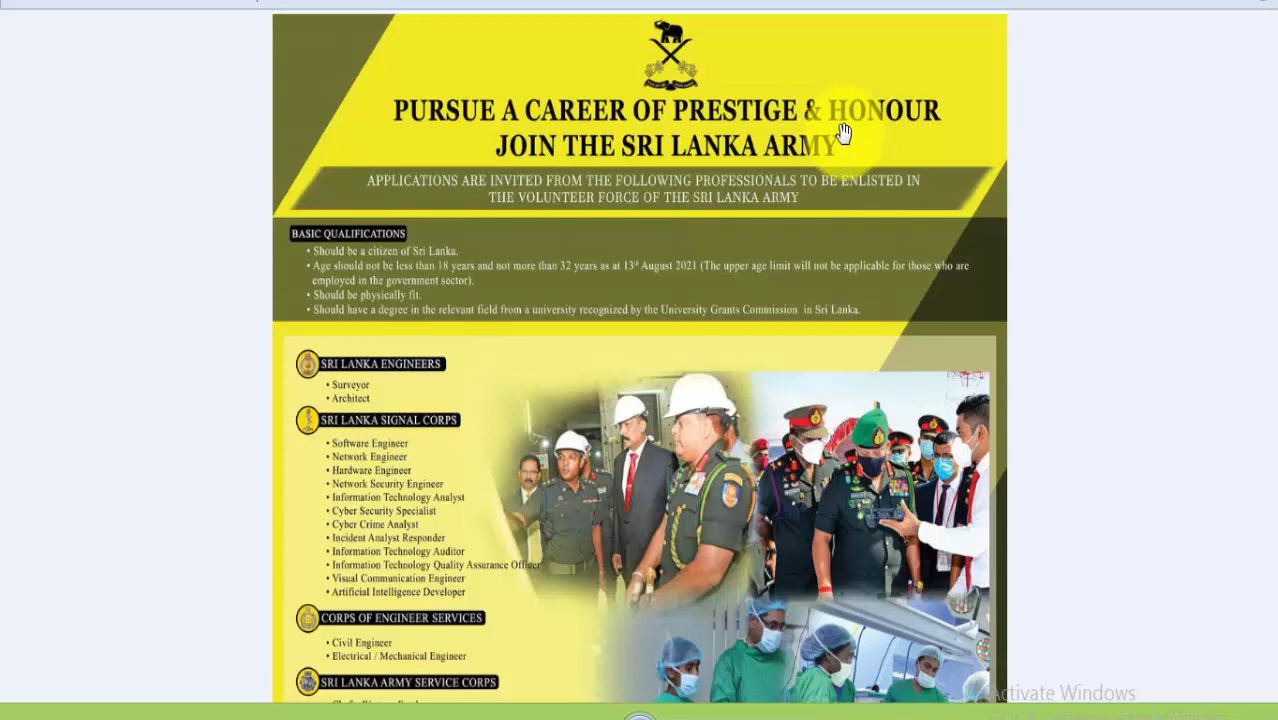 PURSUE A CAREER OF PRESTIGE & HONOUR
JOIN THE SRI LANKA ARMY
APPLICATIONS ARE INVITED FROM THE FOLLOWING PROFESSIONALS TO BE ENLISTED IN
THE VOLUNTEER FORCE OF THE SRI LANKA ARMY
BASIC QUALIFICATIONS
• Should be a citizen of Sri Lanka.
• Age should not be less than 18 years and not more than 32 years as at 13th August 2021 (The upper age limit will not be applicable for those who are
employed in the government sector).
• Should be physically fit.
• Should have a degree in the relevant field from a university recognized by the University Grants Commission in Sri Lanka.
SRI LANKA ENGINEERS
• Surveyor
• Architect
SRI LANKA SIGNAL CORPS
• Software Engineer
• Network Engineer
• Hardware Engineer
• Network Security Engineer
• Information Technology Analyst
• Cyber Security Specialist
• Cyber Crime Analyst
• Incident Analyst Responder
• Information Technology Auditor
• Information Technology Quality Assurance Officer
• Visual Communication Engineer
• Artificial Intelligence Developer
CORPS OF ENGINEER SERVICES
• Civil Engineer
• Electrical / Mechanical Engineer
SRI LANKA ARMY SERVICE CORPS
Activate Windows